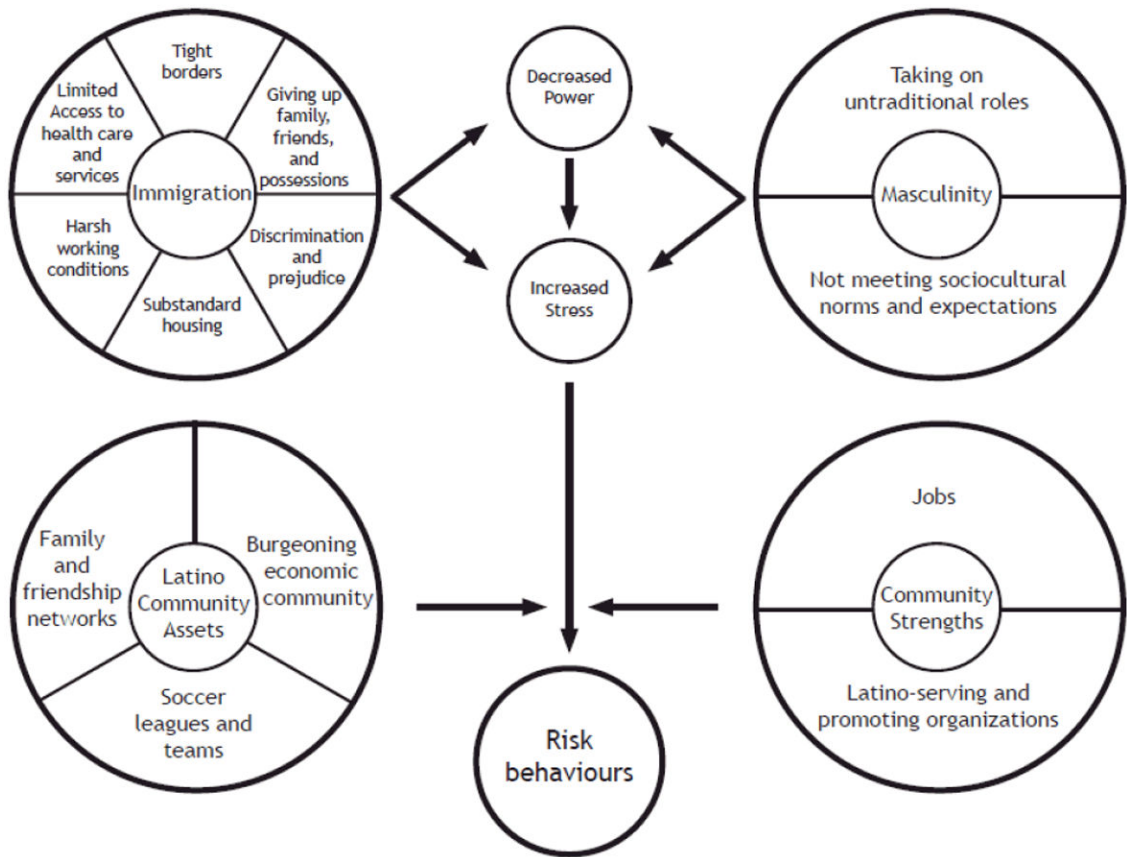 Tight
borders
Limited
Access to
health care
and
services
Giving up
family,
friends,
and
possessions
Immigration
Harsh
working
conditions
Discrimination
and
prejudice
Substandard
housing
Decreased
Power
Increased
Stress
Taking on
untraditional roles
Masculinity
Not meeting sociocultural
norms and expectations
Family
and
friendship
networks
Latino
Community
Assets
Burgeoning
economic
community
Soccer
leagues and
teams
Risk
behaviours
Jobs
Community
Strengths
Latino-serving and
promoting organizations